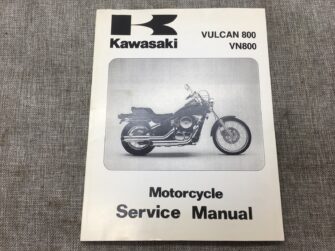 Kawasaki
VULCAN 800
VN800
Motorcycle
Service Manual